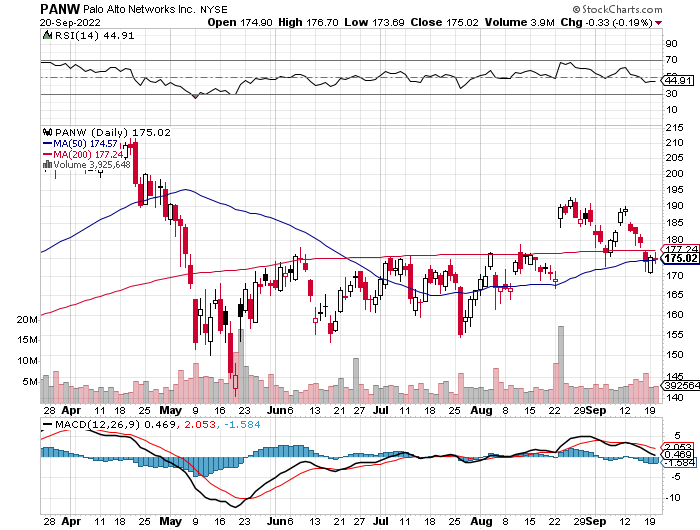 PANW Palo Alto Networks Inc. NYSE © StockCharts.com
20-Sep-2022 Open 174.90 High 176.70 Low 173.69 Close 175.02 Volume 3.9M Chg -0.33 (-0.19%)
RSI(14) 44.91
90
70
50
44.91
30
10
PANW (Daily) 175.02
MA(50) 174.57
MA(200) 177.24
Volume 3,925,648
215
210
205
200
195
190
185
180
177.24
175.02
170
165
160
155
150
145
140
20M
15M
10M
5M
392564
28 Apr 11 18 25 May 9 16 23 Jun 6 13 21 27 Jul 11 18 25 Aug 8 15 22 29 Sep 12 19
MACD(12,26,9) 0.469, 2.053, -1.584
5
2.053
0.469
-1.584
-5
-10
28 Apr 11 18 25 May 9 16 23 Jun 6 13 21 27 Jul 11 18 25 Aug 8 15 22 29 Sep 12 19